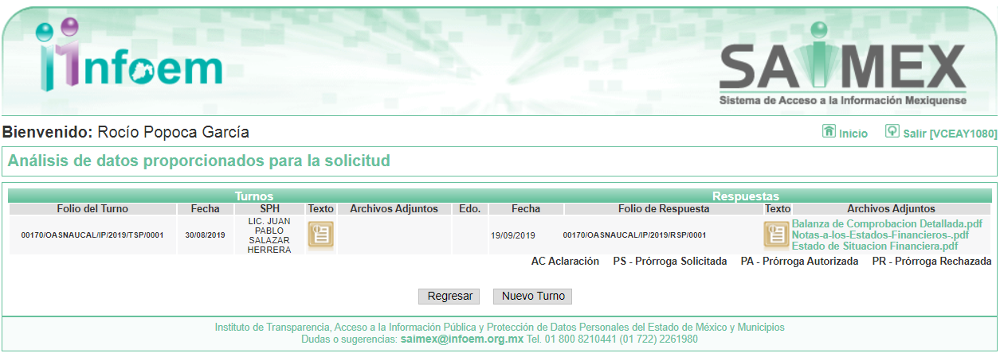 infoem
SAIMEX
Sistema de Acceso a la Información Mexiquense
Bienvenido: Rocío Popoca García
Inicio Salir [VCEAY1080]
Análisis de datos proporcionados para la solicitud
Turnos Respuestas
Folio del Turno Fecha SPH Texto Archivos Adjuntos Edo. Fecha Folio de Respuesta Texto Archivos Adjuntos
00170/OASNAUCAL/IP/2019/TSP/0001 30/08/2019
LIC. JUAN
PABLO
SALAZAR
HERRERA
19/09/2019 00170/OASNAUCAL/IP/2019/RSP/0001
Balanza de Comprobacion Detallada.pdf
Notas-a-los-Estados-Financieros-.pdf
Estado de Situacion Financiera.pdf
AC Aclaración PS - Prórroga Solicitada PA - Prórroga Autorizada PR - Prórroga Rechazada
Regresar Nuevo Turno
Instituto de Transparencia, Acceso a la Información Pública y Protección de Datos Personales del Estado de México y Municipios
Dudas o sugerencias: saimex@infoem.org.mx Tel. 01 800 8210441 (01 722) 2261980